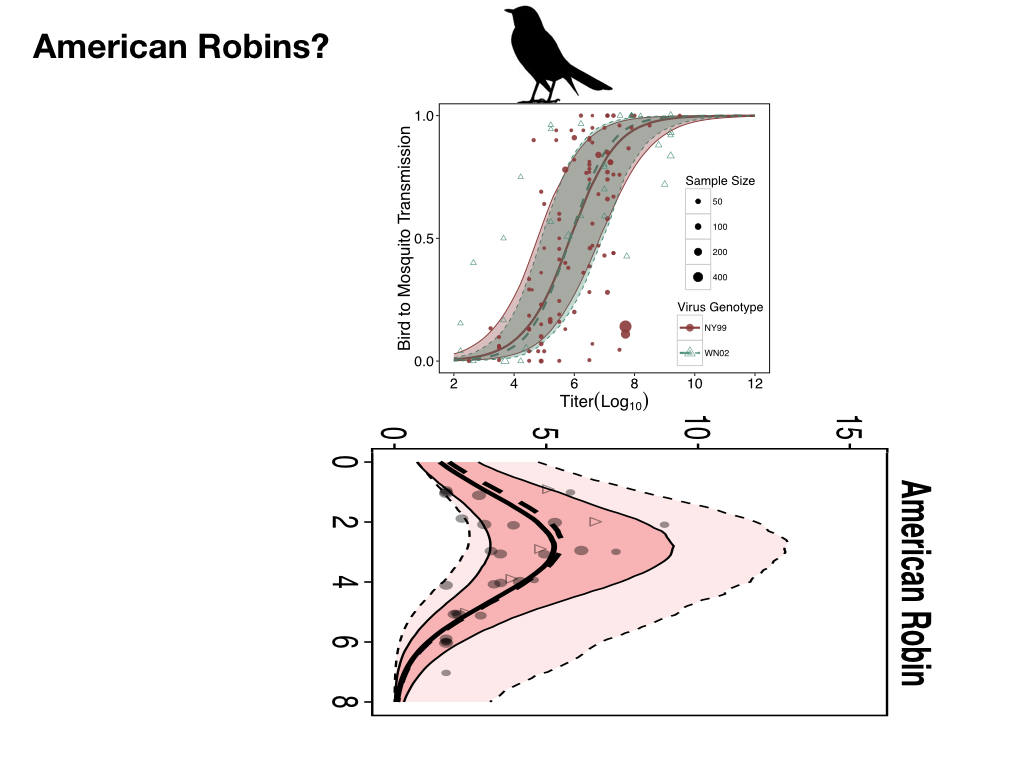 American Robins?
Bird to Mosquito Transmission
1.0
0.5
0.0
Sample Size
50
100
200
400
Virus Genotype
NY99
WN02
2 4 6 8 10 12
Titer(Log10)
0 5 10 15
0
2
4
6
8
American Robin